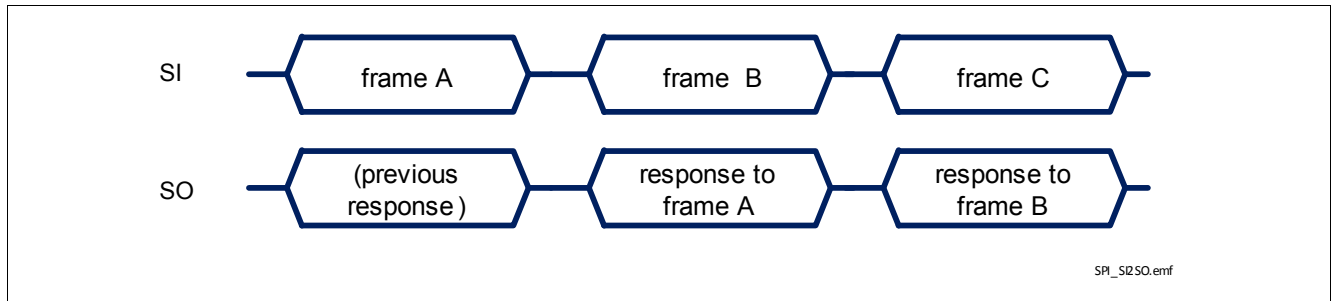 SI
frame A
frame B
frame C
SO
(previous
response)
response to
frame A
response to
frame B
SPI_SI2SO.emf